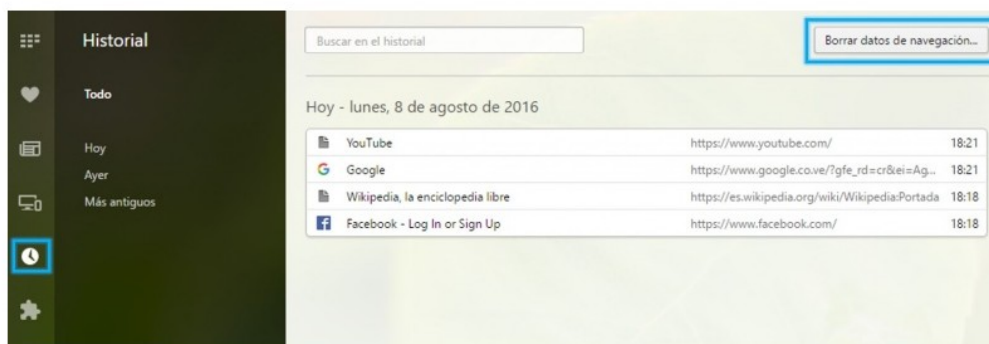 Historial
Todo
Hoy
Ayer
Más antiguos
Buscar en el historial
Borrar datos de navegación...
Hoy - lunes, 8 de agosto de 2016
YouTube https://www.youtube.com/ 18:21
Google https://www.google.co.ve/?gfe_rd=cr&ei=Ag... 18:21
Wikipedia, la enciclopedia libre https://es.wikipedia.org/wiki/Wikipedia:Portada 18:18
Facebook - Log In or Sign Up https://www.facebook.com/ 18:18